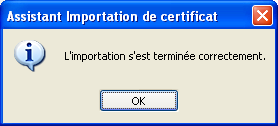 Assistant Importation de certificat
L'importation s'est terminée correctement.
OK